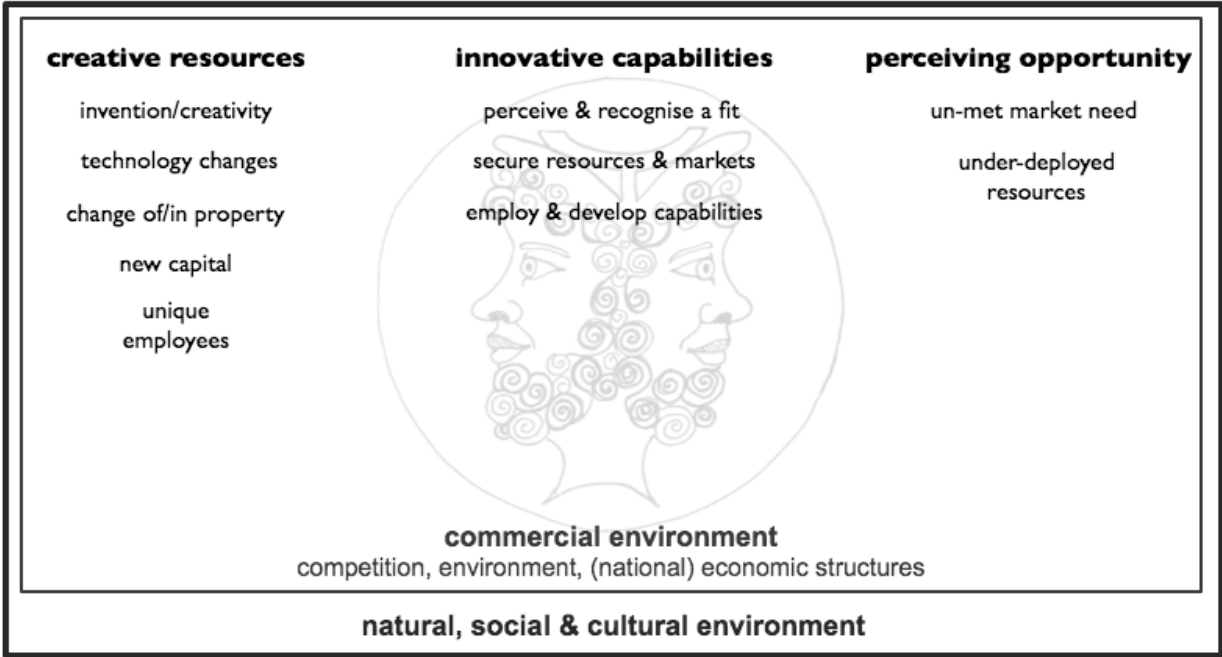 creative resources
invention/creativity
technology changes
change of/in property
new capital
unique
employees
innovative capabilities
perceive & recognise a fit
secure resources & markets
employ & develop capabilities
perceiving opportunity
un-met market need
under-deployed
resources
commercial environment
competition, environment, (national) economic structures
natural, social & cultural environment